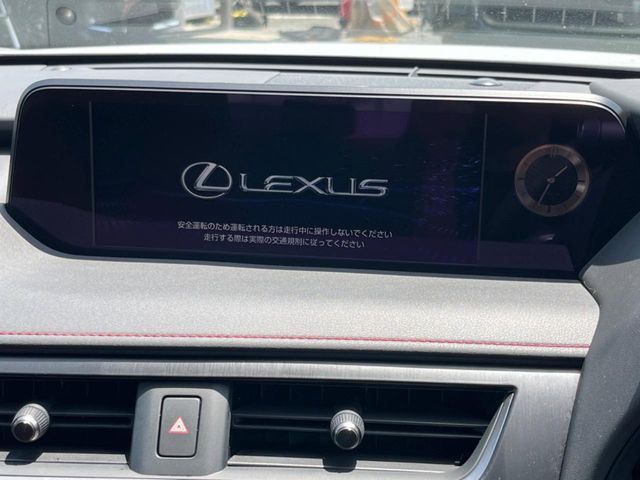 LEXUS
安全運転のため運転される方は走行中に操作しないでください
走行する際は実際の交通規則に従ってください